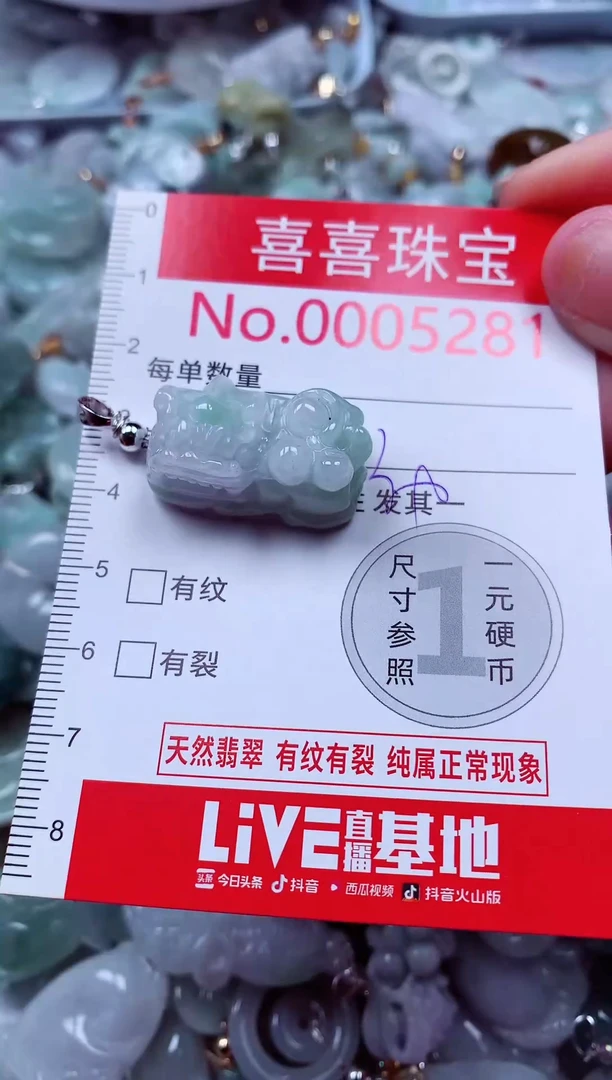 喜喜珠宝
No.0005281
每单数量
发其一
有纹
有裂
尺寸参照
1
一元硬币
天然翡翠 有纹有裂 纯属正常现象
LiVE直播基地
头条 今日头条 抖音 西瓜视频 抖音火山版
0
1
2
4
5
6
7
8